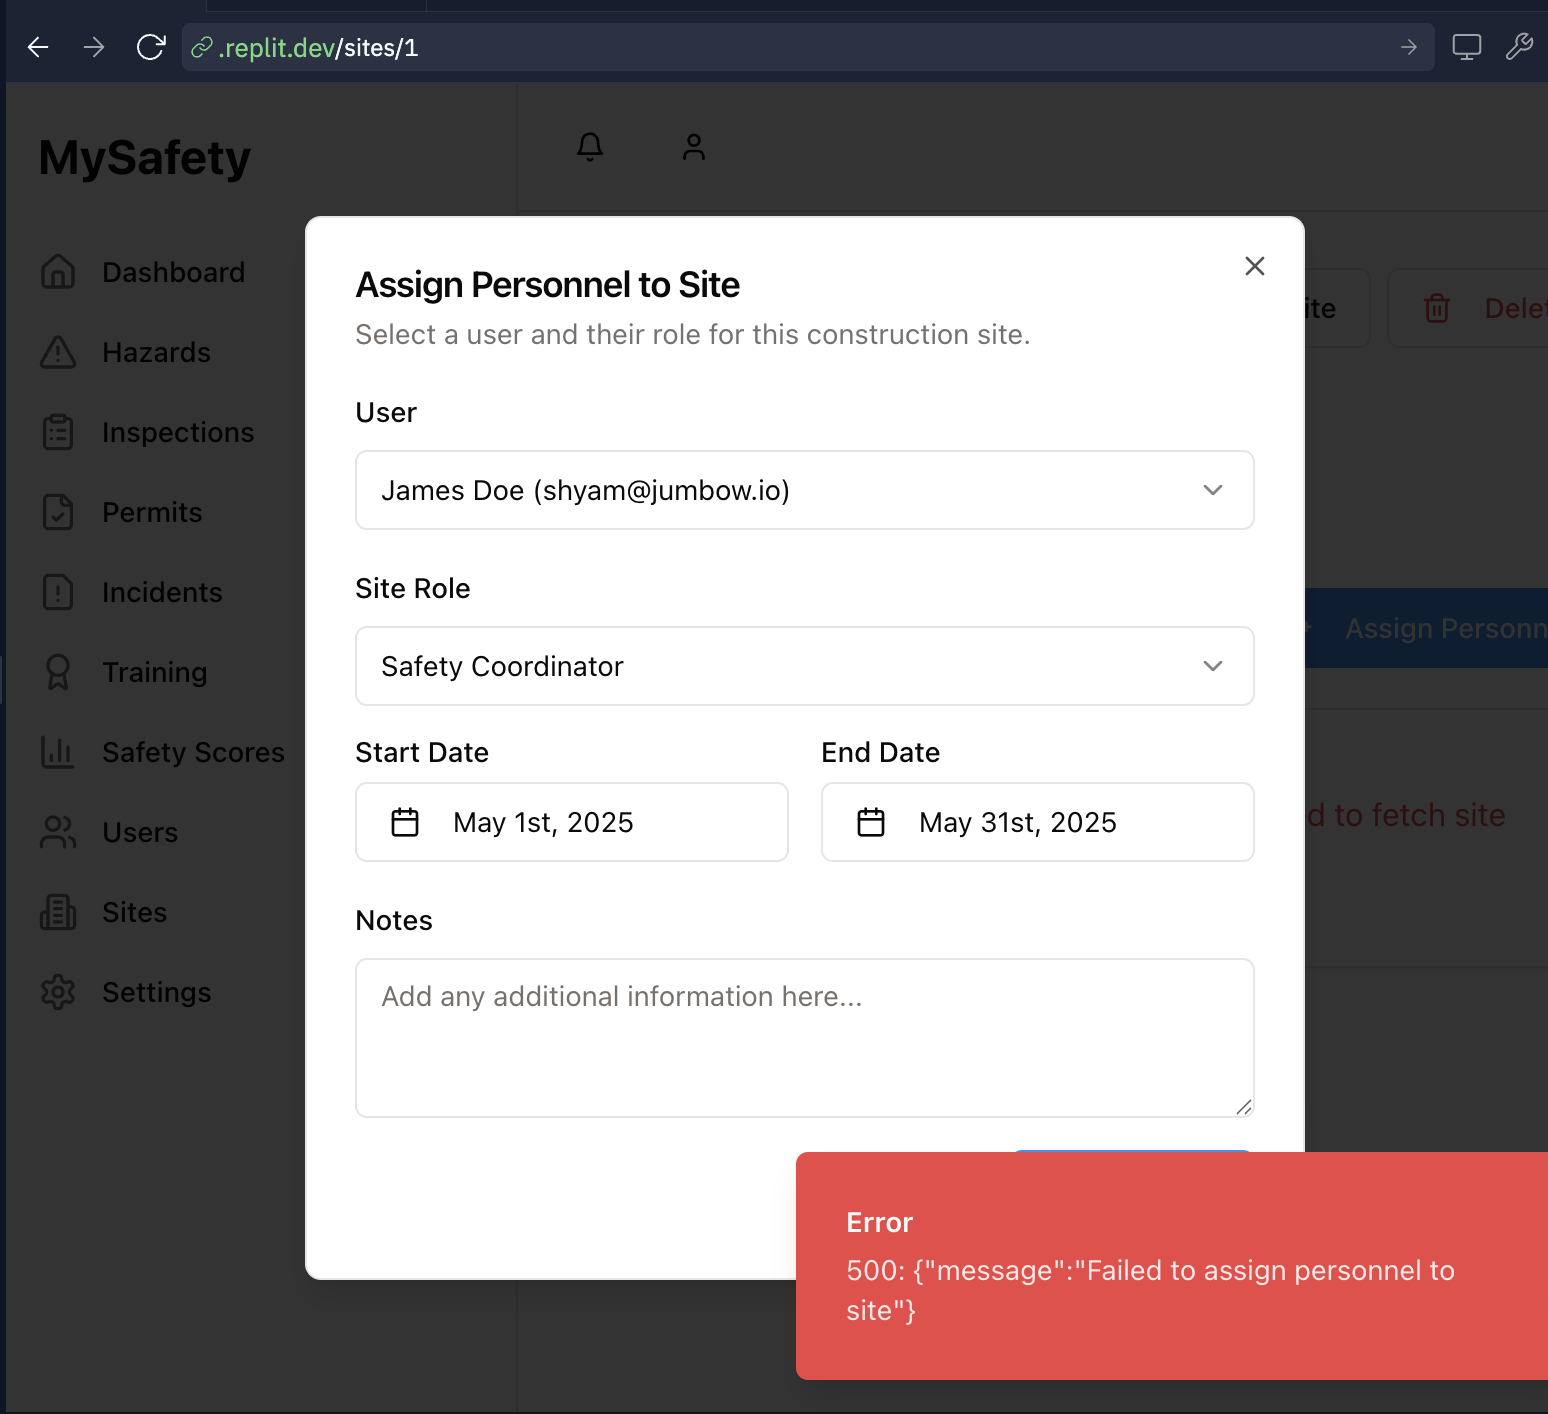 .replit.dev/sites/1
MySafety
Dashboard
Hazards
Inspections
Permits
Incidents
Training
Safety Scores
Users
Sites
Settings
Assign Personnel to Site
Select a user and their role for this construction site.
User
James Doe (shyam@jumbow.io)
Site Role
Safety Coordinator
Start Date
End Date
May 1st, 2025
May 31st, 2025
Notes
Add any additional information here...
Assign
to fetch site
Error
500: {"message":"Failed to assign personnel to
site"}